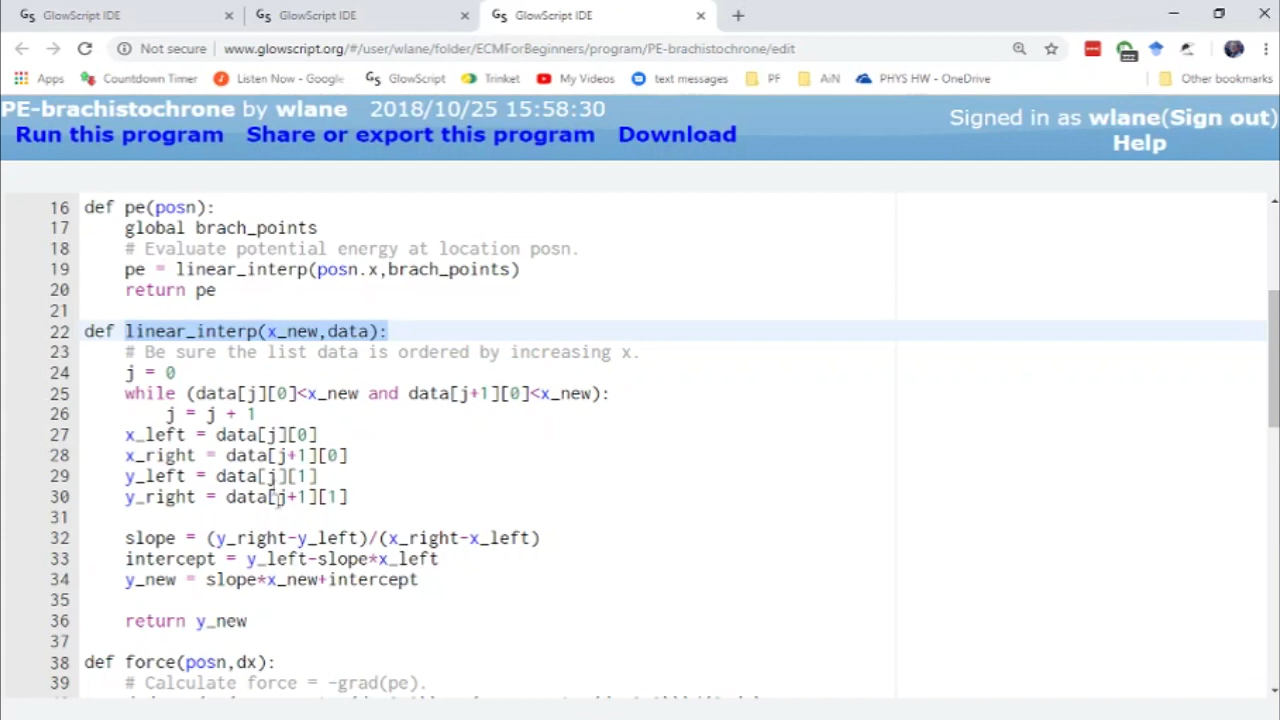 GlowScript IDE GlowScript IDE GlowScript IDE
Not secure www.glowscript.org/#/user/wlane/folder/ECMForBeginners/program/PE-brachistochrone/edit
Apps Countdown Timer Listen Now - Google GlowScript Trinket My Videos text messages PF AiN PHYS HW - OneDrive Other bookmarks
PE-brachistochrone by wlane 2018/10/25 15:58:30 Signed in as wlane(Sign out)
Run this program Share or export this program Download Help
16 def pe(posn):
17 global brach_points
18 # Evaluate potential energy at location posn.
19 pe = linear_interp(posn.x,brach_points)
20 return pe
21
22 def linear_interp(x_new,data):
23 # Be sure the list data is ordered by increasing x.
24 j = 0
25 while (data[j][0]<x_new and data[j+1][0]<x_new):
26 j = j + 1
27 x_left = data[j][0]
28 x_right = data[j+1][0]
29 y_left = data[j][1]
30 y_right = data[j+1][1]
31
32 slope = (y_right-y_left)/(x_right-x_left)
33 intercept = y_left-slope*x_left
34 y_new = slope*x_new+intercept
35
36 return y_new
37
38 def force(posn,dx):
39 # Calculate force = -grad(pe).